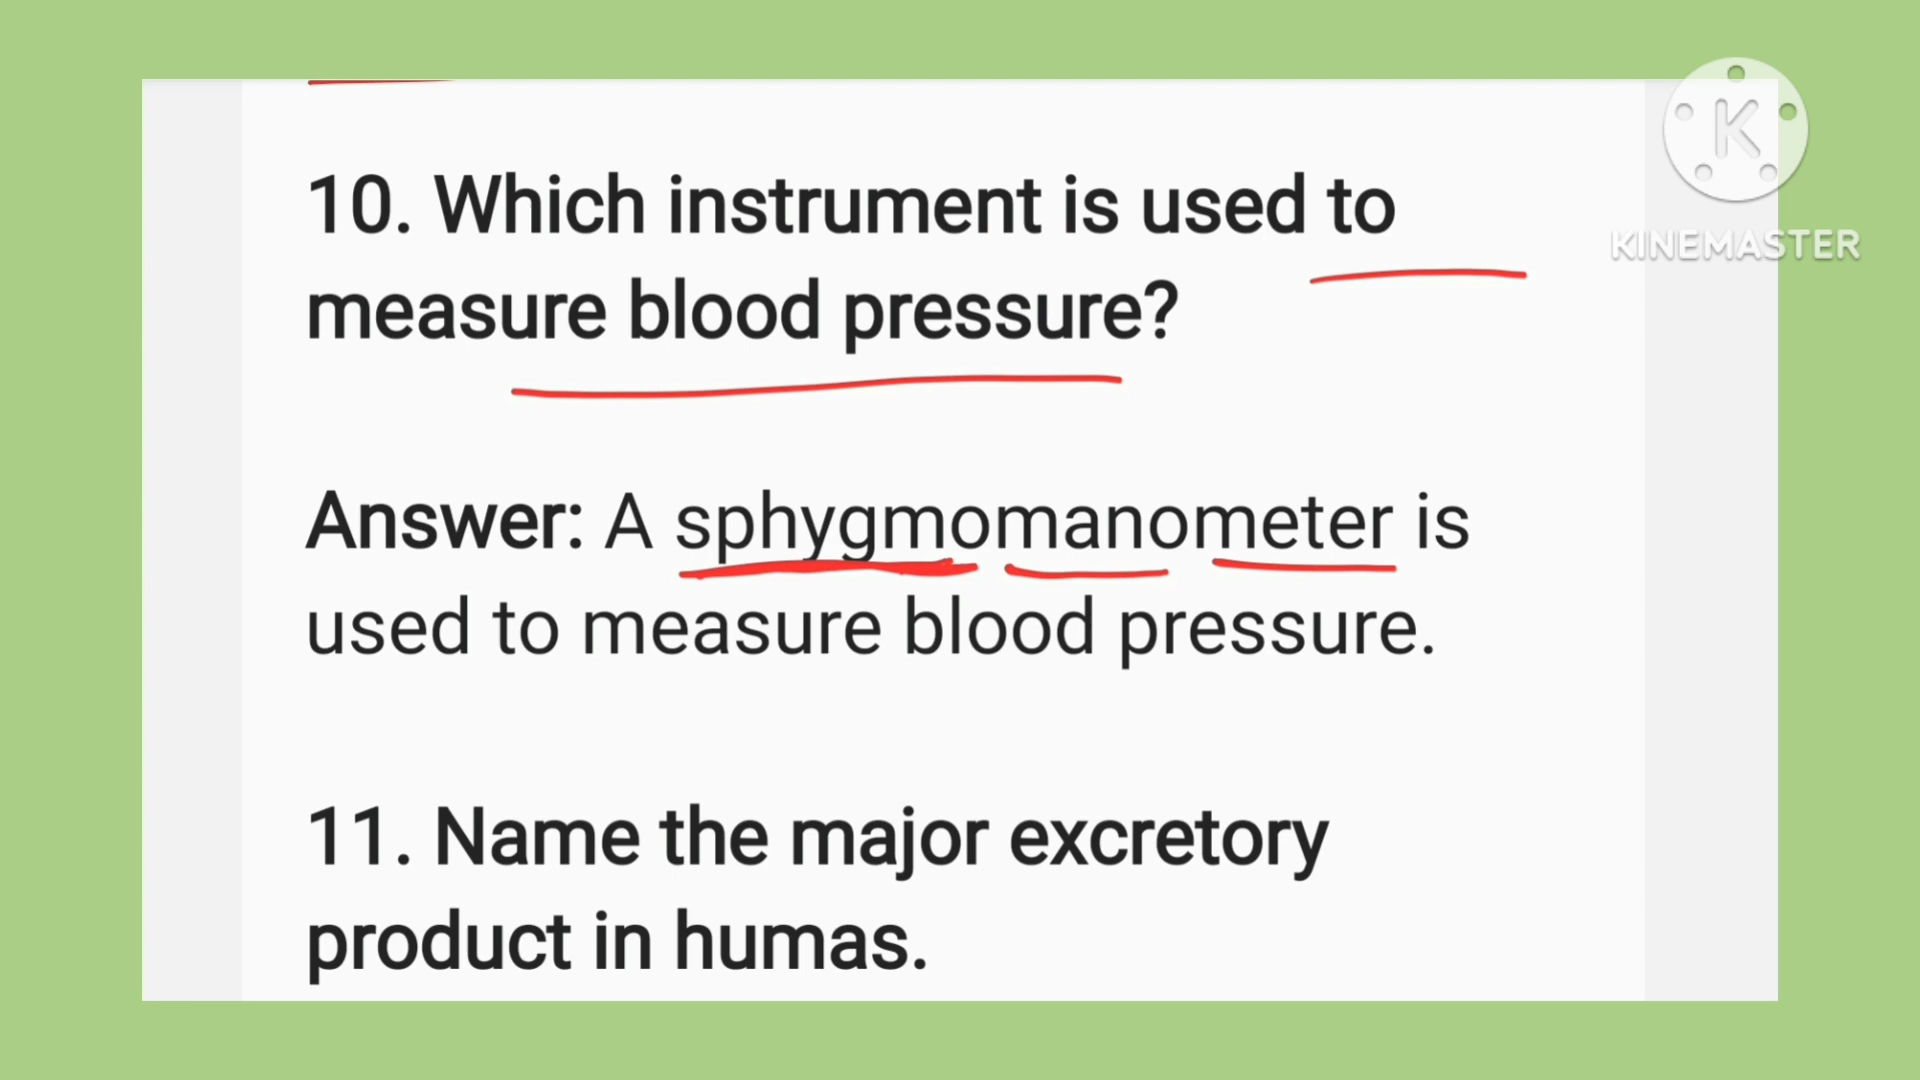 10. Which instrument is used to
measure blood pressure?
Answer: A sphygmomanometer is
used to measure blood pressure.
11. Name the major excretory
product in humas.
K
KINEMASTER